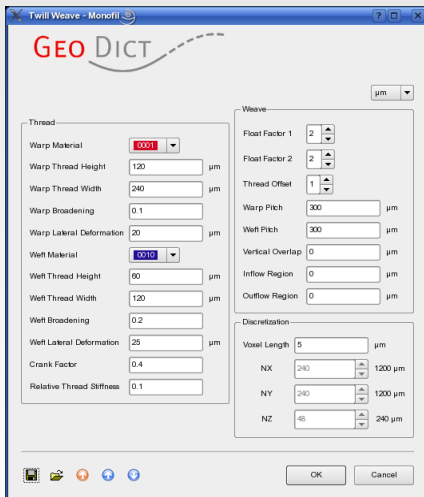 Twill Weave - Monofil
GEO DICT
µm
Thread
Warp Material 0001
Warp Thread Height 120 µm
Warp Thread Width 240 µm
Warp Broadening 0.1
Warp Lateral Deformation 20 µm
Weft Material 0010
Weft Thread Height 60 µm
Weft Thread Width 120 µm
Weft Broadening 0.2
Weft Lateral Deformation 25 µm
Crank Factor 0.4
Relative Thread Stiffness 0.1
Weave
Float Factor 1 2
Float Factor 2 2
Thread Offset 1
Warp Pitch 300 µm
Weft Pitch 300 µm
Vertical Overlap 0 µm
Inflow Region 0 µm
Outflow Region 0 µm
Discretization
Voxel Length 5 µm
NX 240 1200 µm
NY 240 1200 µm
NZ 48 240 µm
OK Cancel